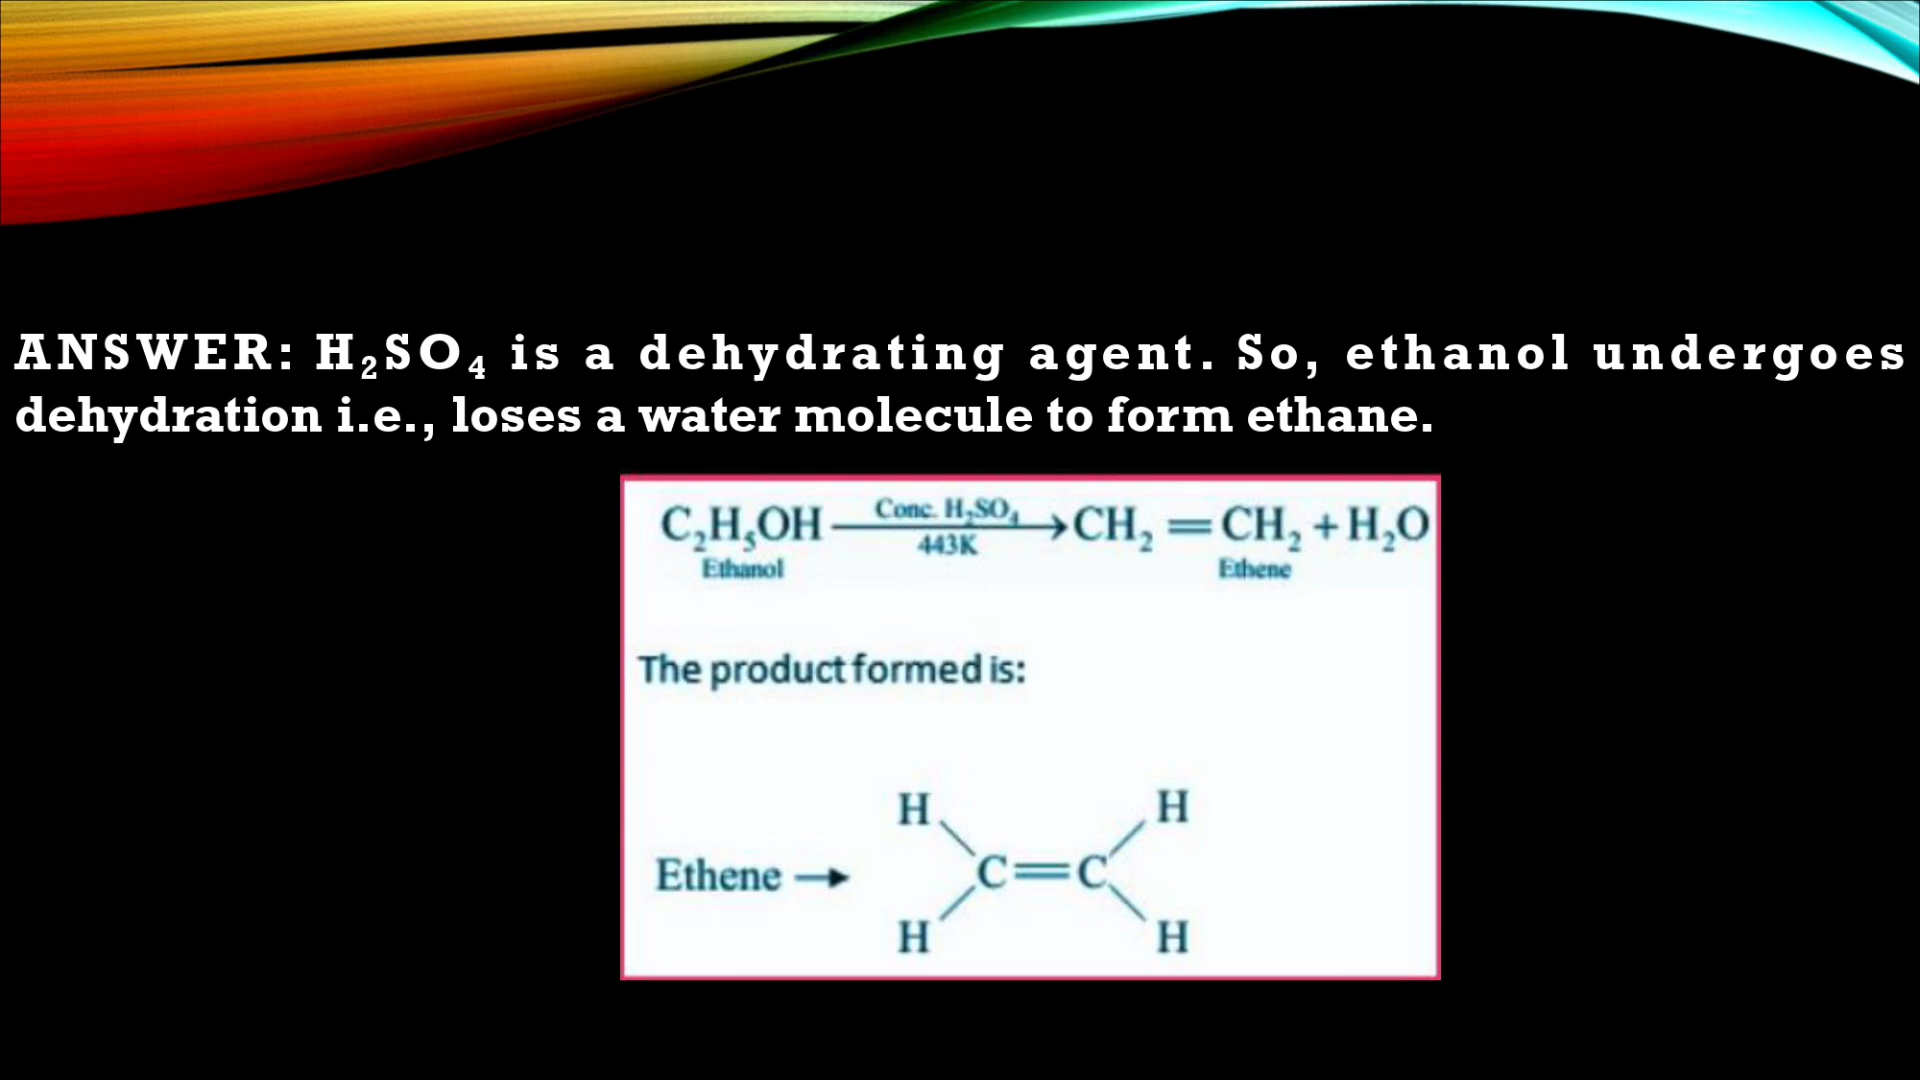 ANSWER: H₂SO₄ is a dehydrating agent. So, ethanol undergoes
dehydration i.e., loses a water molecule to form ethane.
C₂H₅OH —Conc. H₂SO₄ / 443K→ CH₂ = CH₂ + H₂O
Ethanol Ethene
The product formed is:
H H
Ethene → C=C
H H